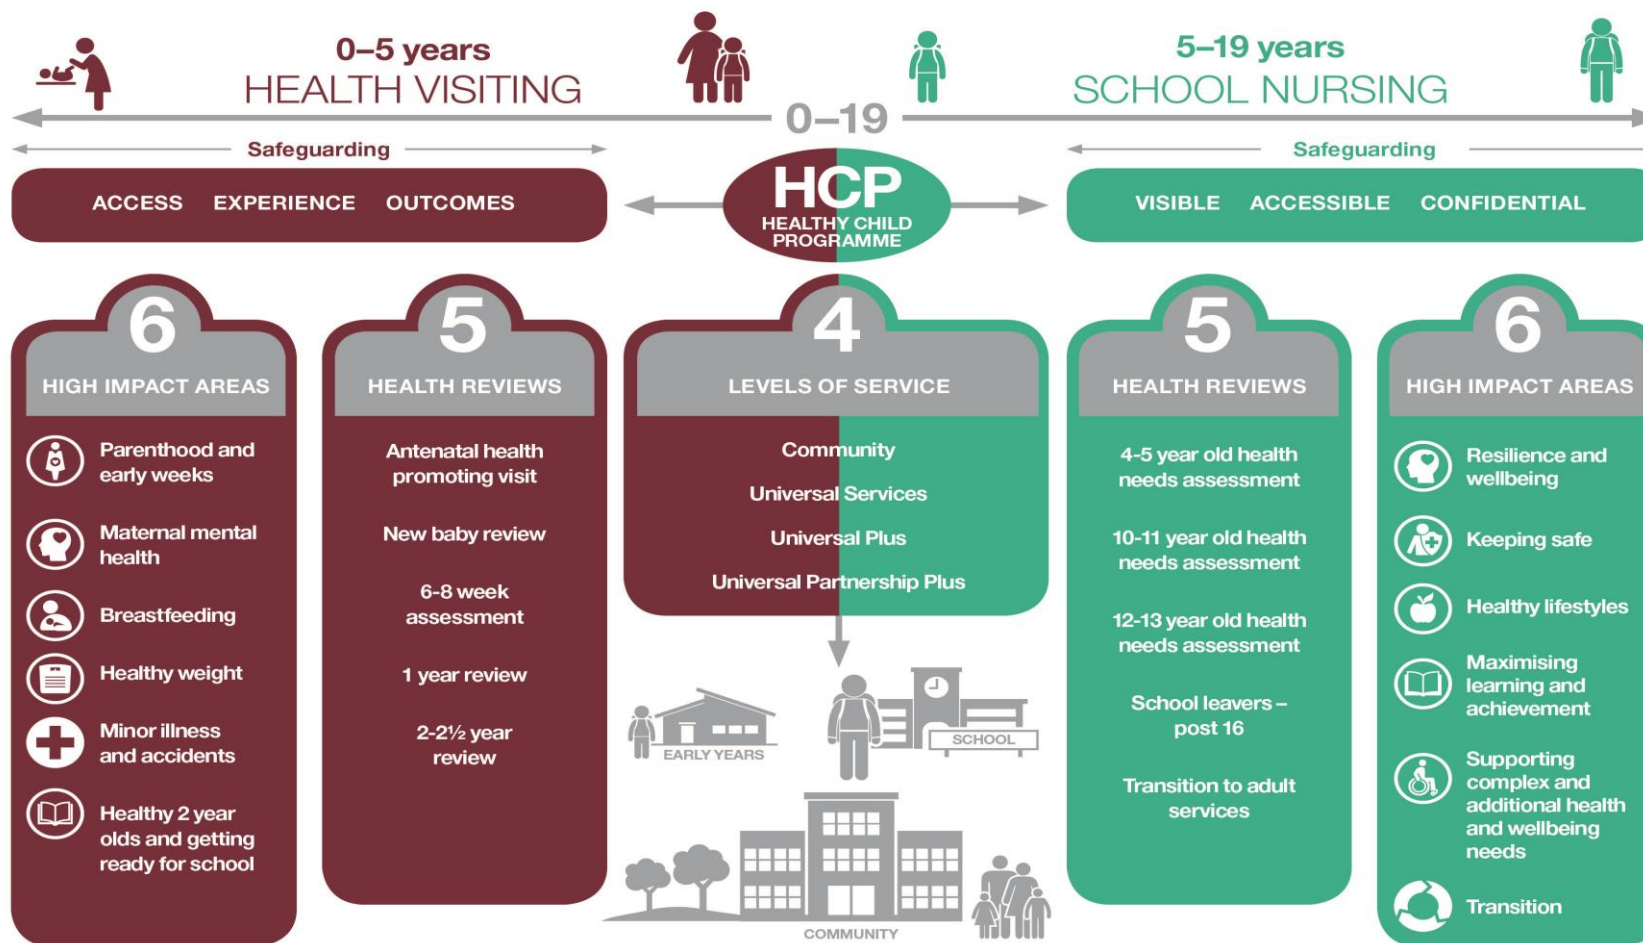 0–5 years
HEALTH VISITING
5–19 years
SCHOOL NURSING
0–19
Safeguarding
Safeguarding
ACCESS EXPERIENCE OUTCOMES
HCP
HEALTHY CHILD
PROGRAMME
VISIBLE ACCESSIBLE CONFIDENTIAL
6
HIGH IMPACT AREAS
Parenthood and
early weeks
Maternal mental
health
Breastfeeding
Healthy weight
Minor illness
and accidents
Healthy 2 year
olds and getting
ready for school
5
HEALTH REVIEWS
Antenatal health
promoting visit
New baby review
6-8 week
assessment
1 year review
2-2½ year
review
4
LEVELS OF SERVICE
Community
Universal Services
Universal Plus
Universal Partnership Plus
EARLY YEARS
SCHOOL
COMMUNITY
5
HEALTH REVIEWS
4-5 year old health
needs assessment
10-11 year old health
needs assessment
12-13 year old health
needs assessment
School leavers –
post 16
Transition to adult
services
6
HIGH IMPACT AREAS
Resilience and
wellbeing
Keeping safe
Healthy lifestyles
Maximising
learning and
achievement
Supporting
complex and
additional health
and wellbeing
needs
Transition